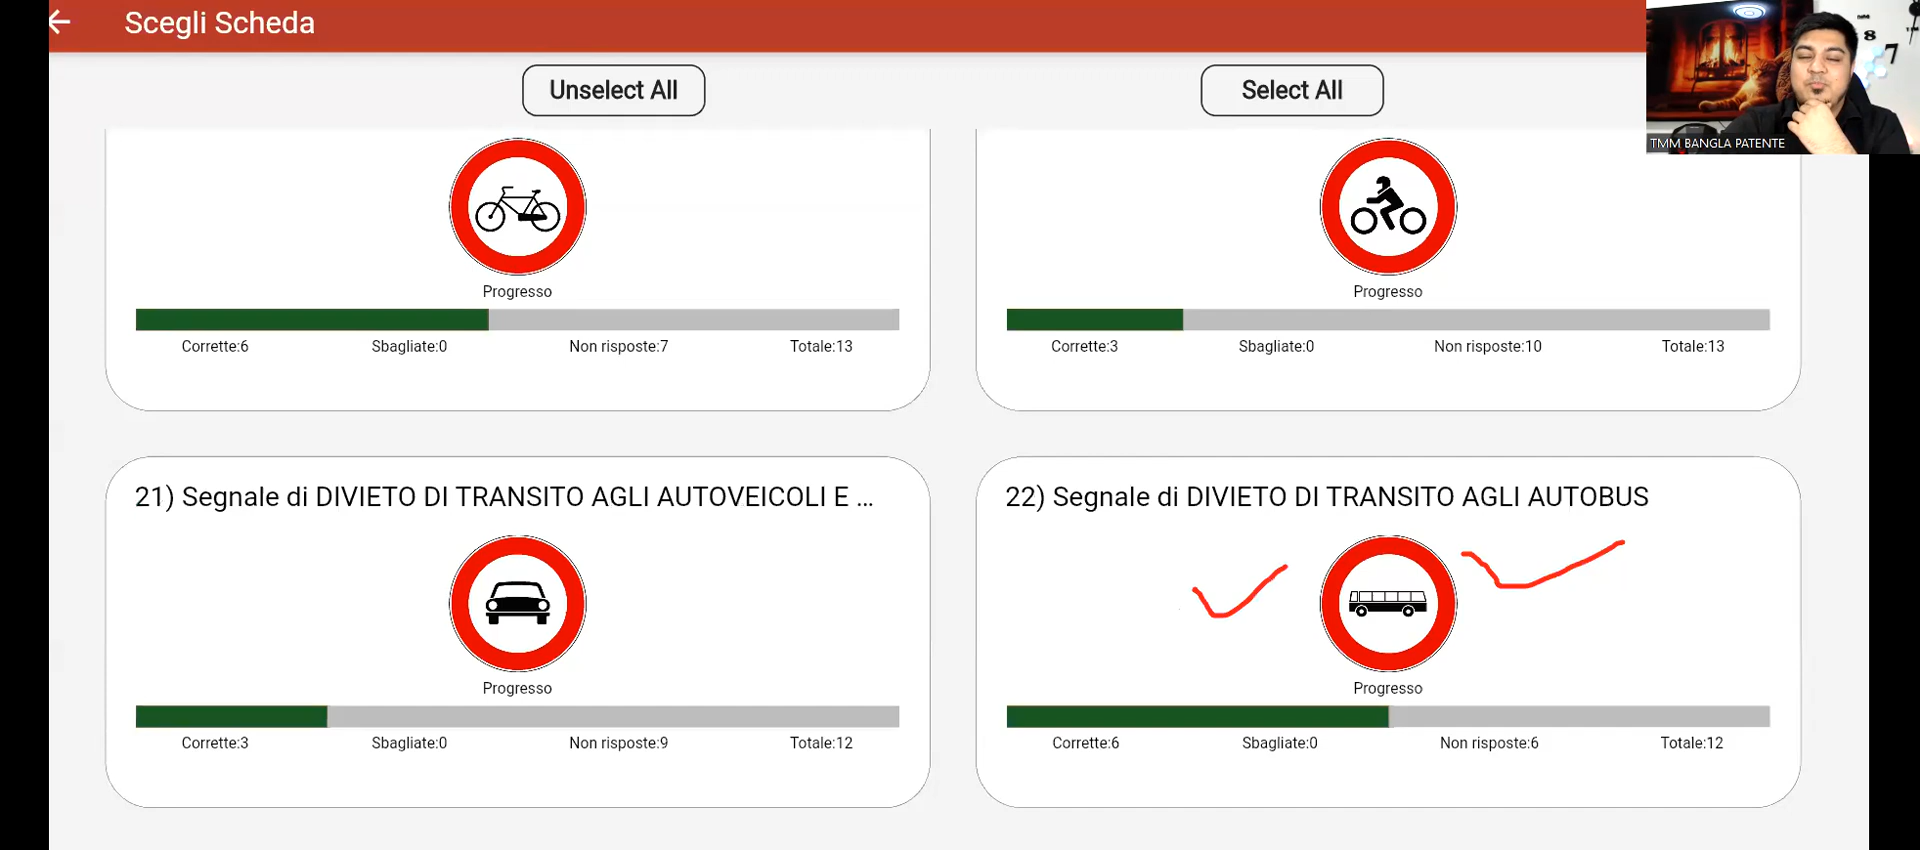 Scegli Scheda
Unselect All
Select All
TMM BANGLA PATENTE
8
7
Progresso
Corrette:6 Sbagliate:0 Non risposte:7 Totale:13
Progresso
Corrette:3 Sbagliate:0 Non risposte:10 Totale:13
21) Segnale di DIVIETO DI TRANSITO AGLI AUTOVEICOLI E ...
Progresso
Corrette:3 Sbagliate:0 Non risposte:9 Totale:12
22) Segnale di DIVIETO DI TRANSITO AGLI AUTOBUS
Progresso
Corrette:6 Sbagliate:0 Non risposte:6 Totale:12